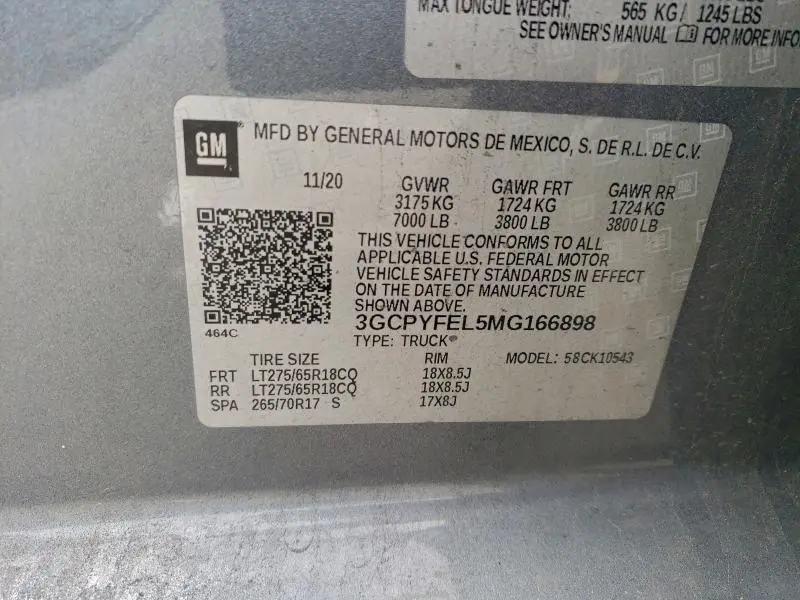 MAX TONGUE WEIGHT: 565 KG / 1245 LBS
SEE OWNER'S MANUAL FOR MORE INFO
GM
MFD BY GENERAL MOTORS DE MEXICO, S. DE R.L. DE C.V.
11/20 GVWR GAWR FRT GAWR RR
3175 KG 1724 KG 1724 KG
7000 LB 3800 LB 3800 LB
THIS VEHICLE CONFORMS TO ALL
APPLICABLE U.S. FEDERAL MOTOR
VEHICLE SAFETY STANDARDS IN EFFECT
ON THE DATE OF MANUFACTURE
SHOWN ABOVE.
3GCPYFEL5MG166898
464C
TYPE: TRUCK
TIRE SIZE RIM MODEL: 58CK10543
FRT LT275/65R18CQ 18X8.5J
RR LT275/65R18CQ 18X8.5J
SPA 265/70R17 S 17X8J